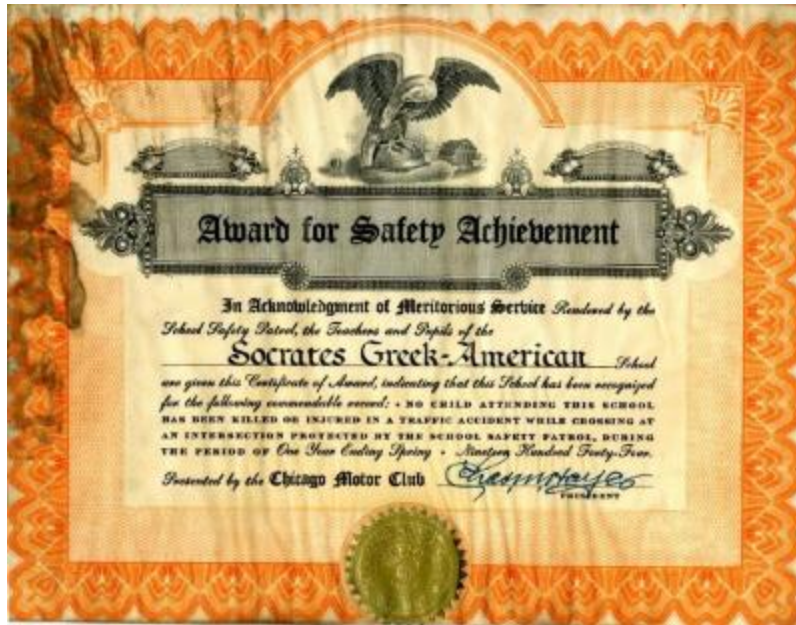 Award for Safety Achievement
In Acknowledgment of Meritorious Service Rendered by the
School Safety Patrol, the Teachers and Pupils of the
Socrates Greek-American School
are given this Certificate of Award, indicating that this School has been recognized
for the following commendable record: • NO CHILD ATTENDING THIS SCHOOL
HAS BEEN KILLED OR INJURED IN A TRAFFIC ACCIDENT WHILE CROSSING AT
AN INTERSECTION PROTECTED BY THE SCHOOL SAFETY PATROL, DURING
THE PERIOD OF One Year Ending Spring • Nineteen Hundred Forty-Four.
Presented by the Chicago Motor Club Chas M Hayes
PRESIDENT